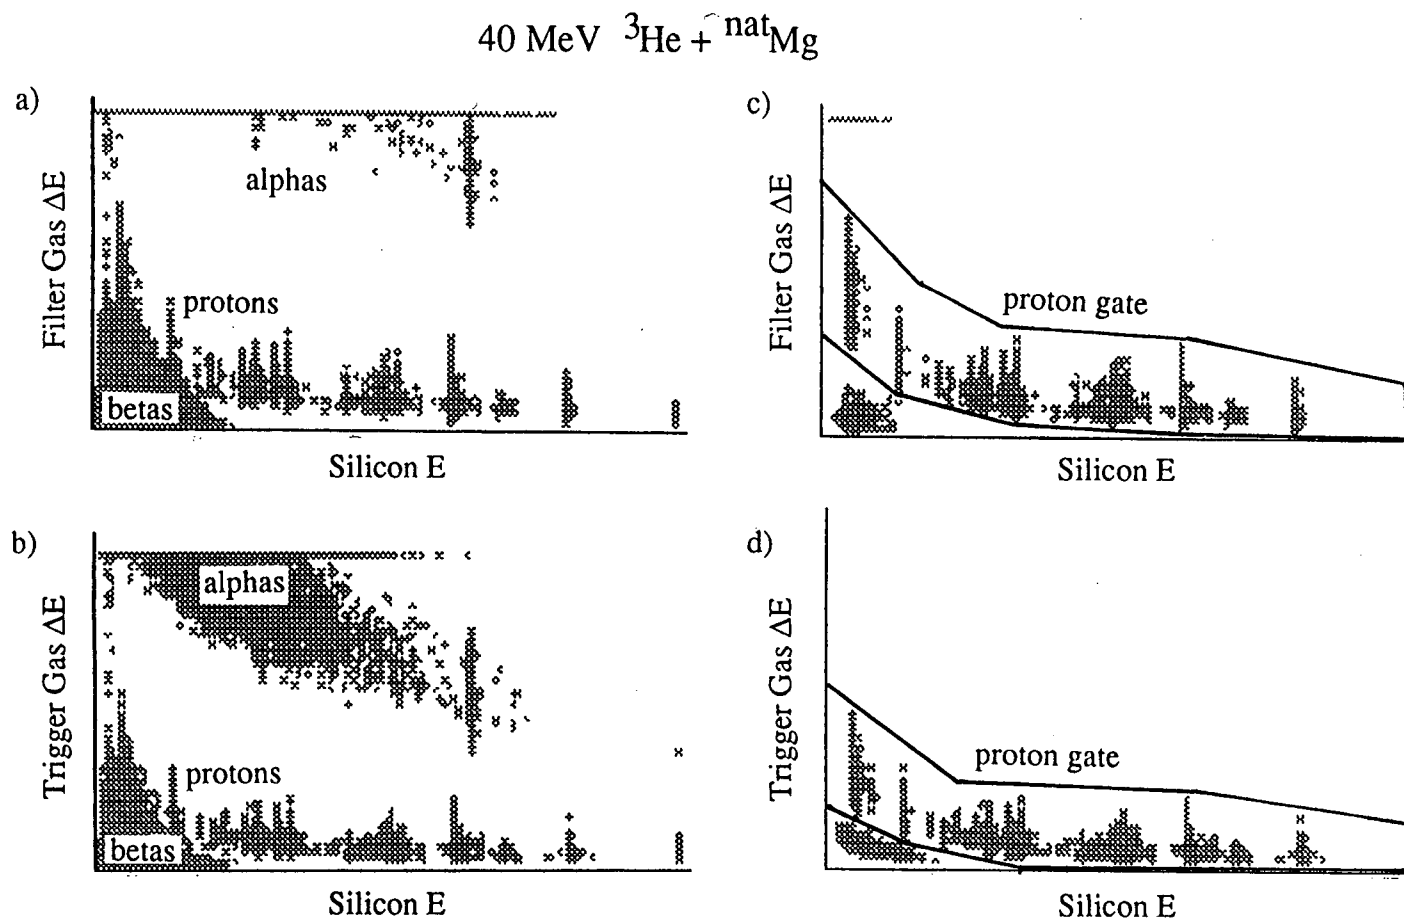 40 MeV ³He + ⁿᵃᵗMg
a)
Filter Gas ΔE
alphas
protons
betas
Silicon E
c)
Filter Gas ΔE
proton gate
Silicon E
b)
Trigger Gas ΔE
alphas
protons
betas
Silicon E
d)
Trigger Gas ΔE
proton gate
Silicon E